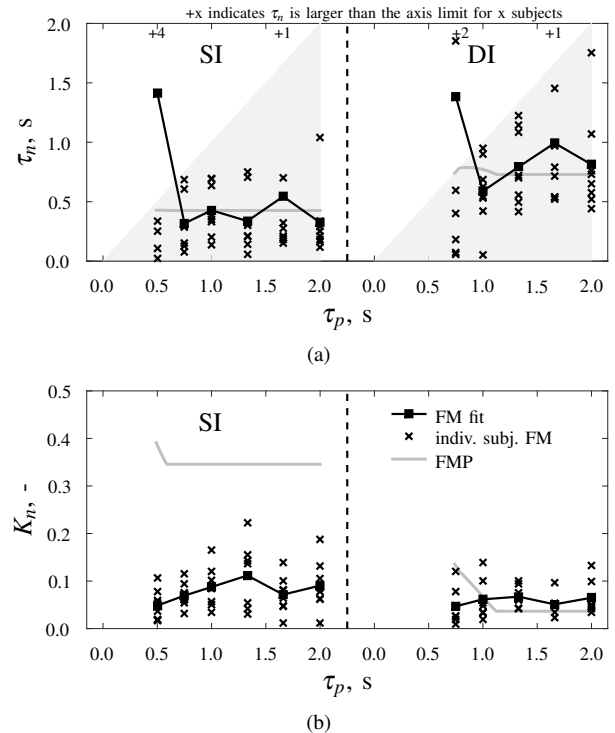 +x indicates τn is larger than the axis limit for x subjects
2.0 +4 +1 +2 +1
SI DI
1.5
τn, s
1.0
0.5
0.0
0.0 0.5 1.0 1.5 2.0 0.0 0.5 1.0 1.5 2.0
τp, s
(a)
0.5
SI
FM fit
0.4 indiv. subj. FM
FMP
0.3
Kn, -
0.2
0.1
0.0
0.0 0.5 1.0 1.5 2.0 0.0 0.5 1.0 1.5 2.0
τp, s
(b)